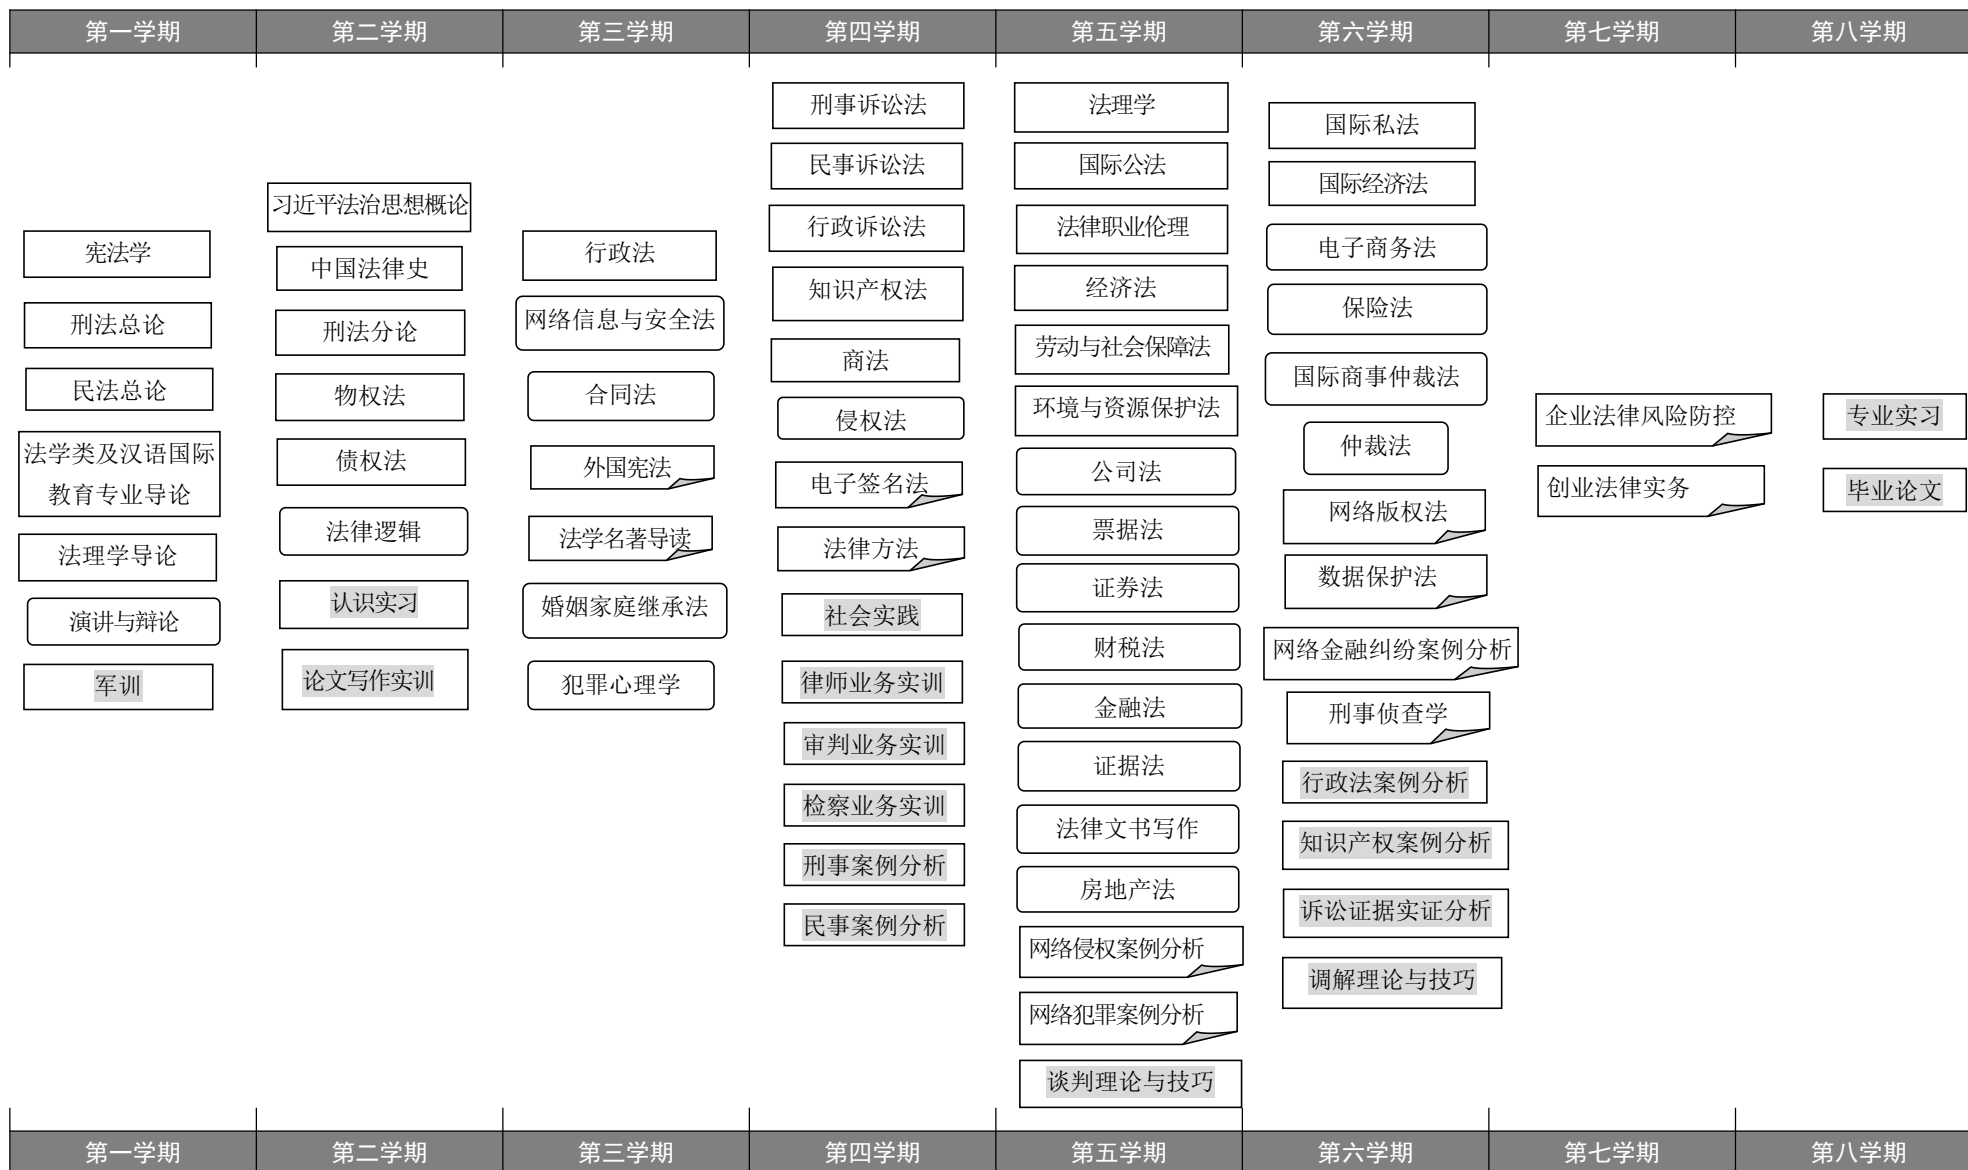 第一学期
第二学期
第三学期
第四学期
第五学期
第六学期
第七学期
第八学期
宪法学
刑法总论
民法总论
法学类及汉语国际
教育专业导论
法理学导论
演讲与辩论
军训
习近平法治思想概论
中国法律史
刑法分论
物权法
债权法
法律逻辑
认识实习
论文写作实训
行政法
网络信息与安全法
合同法
外国宪法
法学名著导读
婚姻家庭继承法
犯罪心理学
刑事诉讼法
民事诉讼法
行政诉讼法
知识产权法
商法
侵权法
电子签名法
法律方法
社会实践
律师业务实训
审判业务实训
检察业务实训
刑事案例分析
民事案例分析
法理学
国际公法
法律职业伦理
经济法
劳动与社会保障法
环境与资源保护法
公司法
票据法
证券法
财税法
金融法
证据法
法律文书写作
房地产法
网络侵权案例分析
网络犯罪案例分析
谈判理论与技巧
国际私法
国际经济法
电子商务法
保险法
国际商事仲裁法
仲裁法
网络版权法
数据保护法
网络金融纠纷案例分析
刑事侦查学
行政法案例分析
知识产权案例分析
诉讼证据实证分析
调解理论与技巧
企业法律风险防控
创业法律实务
专业实习
毕业论文
第一学期
第二学期
第三学期
第四学期
第五学期
第六学期
第七学期
第八学期